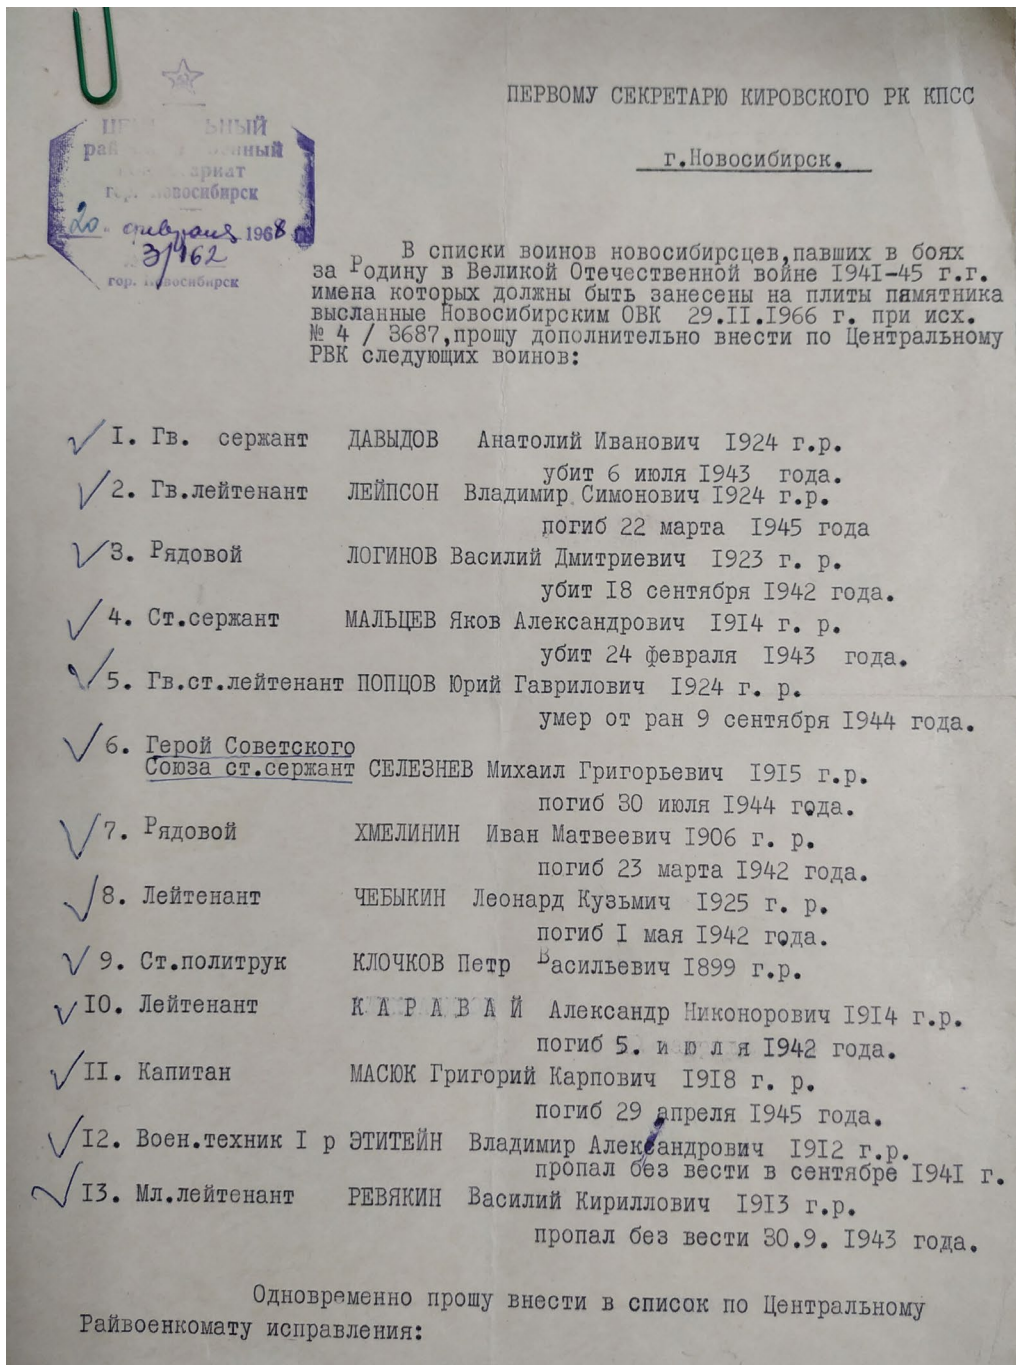 ПЕРВОМУ СЕКРЕТАРЮ КИРОВСКОГО РК КПСС
г.Новосибирск.
гор. Новосибирск
20 февраля 1968
3/162
гор. Новосибирск
В списки воинов новосибирсцев,павших в боях
за Родину в Великой Отечественной войне 1941-45 г.г.
имена которых должны быть занесены на плиты памятника
высланные Новосибирским ОВК 29.II.1966 г. при исх.
№ 4 / 3687,прошу дополнительно внести по Центральному
РВК следующих воинов:
1. Гв. сержант ДАВЫДОВ Анатолий Иванович 1924 г.р.
убит 6 июля 1943 года.
2. Гв.лейтенант ЛЕЙПСОН Владимир Симонович 1924 г.р.
погиб 22 марта 1945 года
3. Рядовой ЛОГИНОВ Василий Дмитриевич 1923 г. р.
убит 18 сентября 1942 года.
4. Ст.сержант МАЛЬЦЕВ Яков Александрович 1914 г. р.
убит 24 февраля 1943 года.
5. Гв.ст.лейтенант ПОПЦОВ Юрий Гаврилович 1924 г. р.
умер от ран 9 сентября 1944 года.
6. Герой Советского
Союза ст.сержант СЕЛЕЗНЕВ Михаил Григорьевич 1915 г.р.
погиб 30 июля 1944 года.
7. Рядовой ХМЕЛИНИН Иван Матвеевич 1906 г. р.
погиб 23 марта 1942 года.
8. Лейтенант ЧЕБЫКИН Леонард Кузьмич 1925 г. р.
погиб 1 мая 1942 года.
9. Ст.политрук КЛОЧКОВ Петр Васильевич 1899 г.р.
10. Лейтенант К А Р А В А Й Александр Никонорович 1914 г.р.
погиб 5. и ю л я 1942 года.
11. Капитан МАСЮК Григорий Карпович 1918 г. р.
погиб 29 апреля 1945 года.
12. Воен.техник I р ЭТИТЕЙН Владимир Александрович 1912 г.р.
пропал без вести в сентябре 1941 г.
13. Мл.лейтенант РЕВЯКИН Василий Кириллович 1913 г.р.
пропал без вести 30.9. 1943 года.
Одновременно прошу внести в список по Центральному
Райвоенкомату исправления: